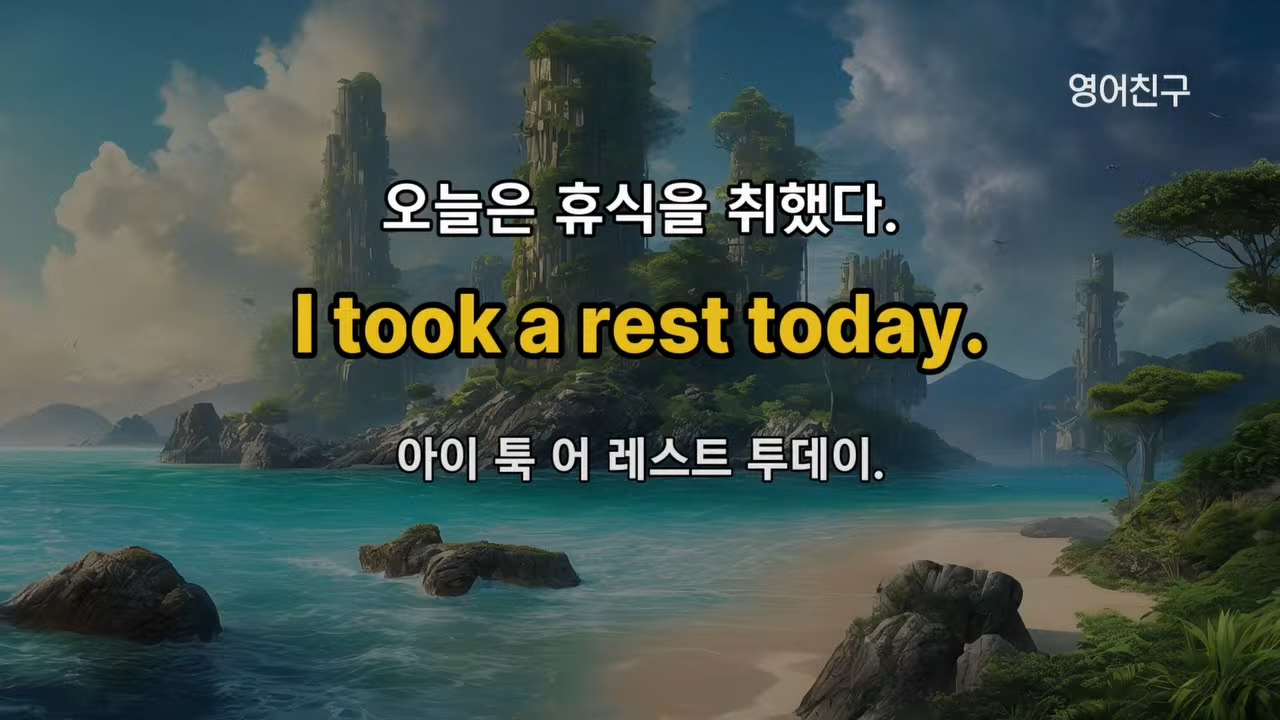 영어친구
오늘은 휴식을 취했다.
I took a rest today.
아이 툭 어 레스트 투데이.